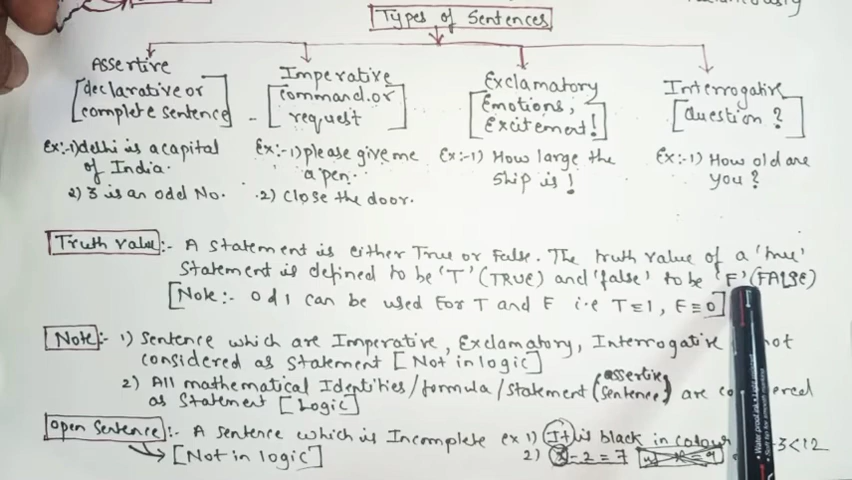 Types of Sentences
Assertive
[declarative or complete sentence]
Ex:-1) delhi is a capital of India.
2) 3 is an odd No.
Imperative
[command or request]
Ex:-1) please give me a pen.
2) Close the door.
Exclamatory
[Emotions, Excitement!]
Ex:-1) How large the ship is!
Interrogative
[Question?]
Ex:-1) How old are you?
Truth value:- A statement is either True or False. The truth value of a 'true'
statement is defined to be 'T' (TRUE) and 'false' to be 'F' (FALSE)
[Note:- 0 d 1 can be used for T and F i.e T≡1, F≡0]
Note:- 1) Sentence which are Imperative, Exclamatory, Interrogative not
considered as statement [Not in logic]
2) All mathematical Identities/formula/statement (assertive sentence) are
as statement [Logic]
Open Sentence:- A sentence which is Incomplete ex 1) It is black in colour -3<12
[Not in logic] 2) x-2=7